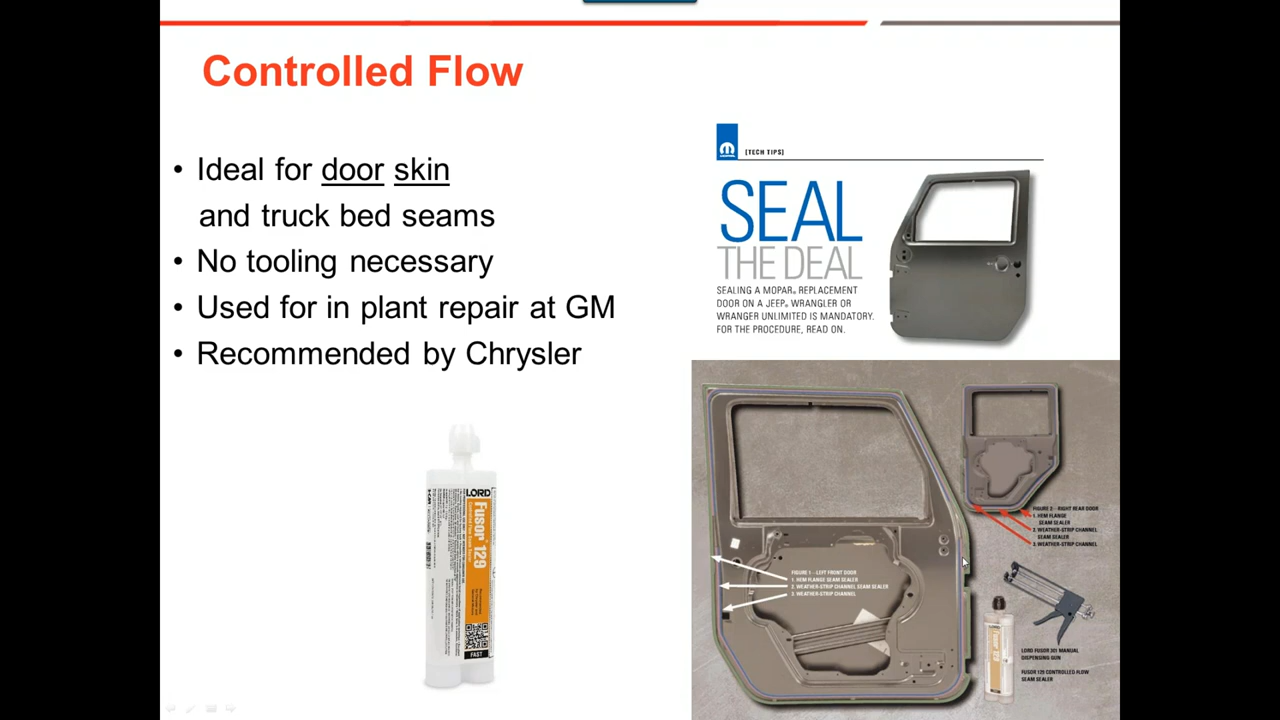 Controlled Flow
• Ideal for door skin
and truck bed seams
• No tooling necessary
• Used for in plant repair at GM
• Recommended by Chrysler
[TECH TIPS]
SEAL
THE DEAL
SEALING A MOPAR® REPLACEMENT
DOOR ON A JEEP® WRANGLER OR
WRANGER UNLIMITED IS MANDATORY.
FOR THE PROCEDURE, READ ON.
LORD
Fusor 129
FAST
FIGURE 1 - LEFT FRONT DOOR
1. HEM FLANGE SEAM SEALER
2. WEATHER-STRIP CHANNEL SEAM SEALER
3. WEATHER-STRIP CHANNEL
FIGURE 2 - RIGHT REAR DOOR
1. HEM FLANGE
SEAM SEALER
2. WEATHER-STRIP CHANNEL
SEAM SEALER
3. WEATHER-STRIP CHANNEL
Fusor 129
LORD FUSOR 301 MANUAL
DISPENSING GUN
FUSOR 129 CONTROLLED FLOW
SEAM SEALER